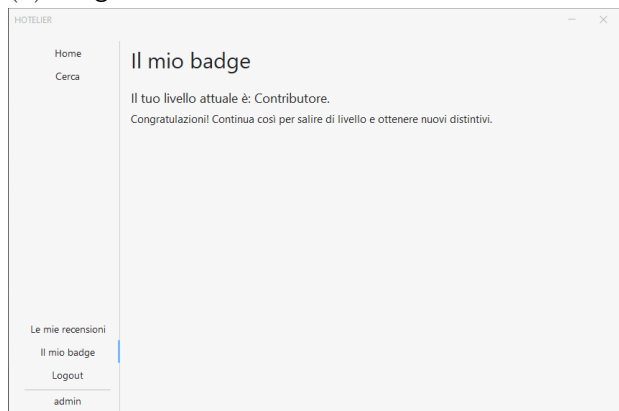 HOTELIER
Home
Cerca
Il mio badge
Il tuo livello attuale è: Contributore.
Congratulazioni! Continua così per salire di livello e ottenere nuovi distintivi.
Le mie recensioni
Il mio badge
Logout
admin